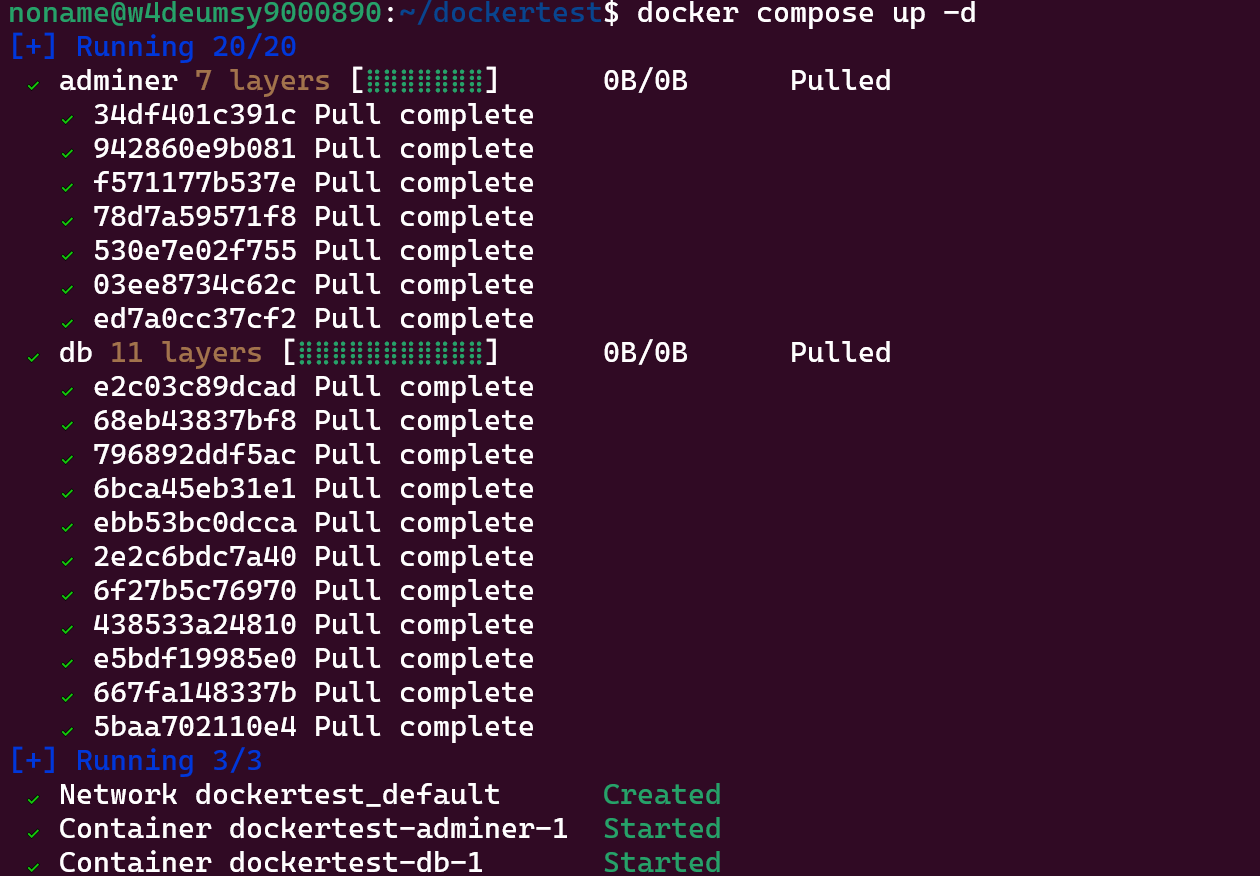 noname@w4deumsy9000890:~/dockertest$ docker compose up -d
[+] Running 20/20
✓ adminer 7 layers [⣿⣿⣿⣿⣿⣿⣿] 0B/0B Pulled
✓ 34df401c391c Pull complete
✓ 942860e9b081 Pull complete
✓ f571177b537e Pull complete
✓ 78d7a59571f8 Pull complete
✓ 530e7e02f755 Pull complete
✓ 03ee8734c62c Pull complete
✓ ed7a0cc37cf2 Pull complete
✓ db 11 layers [⣿⣿⣿⣿⣿⣿⣿⣿⣿⣿⣿] 0B/0B Pulled
✓ e2c03c89dcad Pull complete
✓ 68eb43837bf8 Pull complete
✓ 796892ddf5ac Pull complete
✓ 6bca45eb31e1 Pull complete
✓ ebb53bc0dcca Pull complete
✓ 2e2c6bdc7a40 Pull complete
✓ 6f27b5c76970 Pull complete
✓ 438533a24810 Pull complete
✓ e5bdf19985e0 Pull complete
✓ 667fa148337b Pull complete
✓ 5baa702110e4 Pull complete
[+] Running 3/3
✓ Network dockertest_default Created
✓ Container dockertest-adminer-1 Started
✓ Container dockertest-db-1 Started